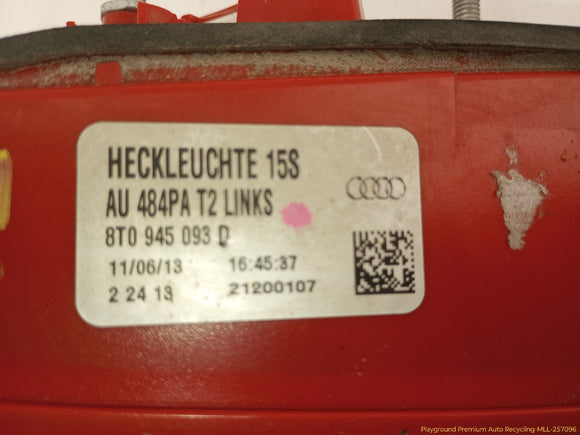 HECKLEUCHTE 15S
AU 484PA T2 LINKS
8T0 945 093 D
11/06/13 16:45:37
2 24 13 21200107
Playground Premium Auto Recycling-MLL-257096